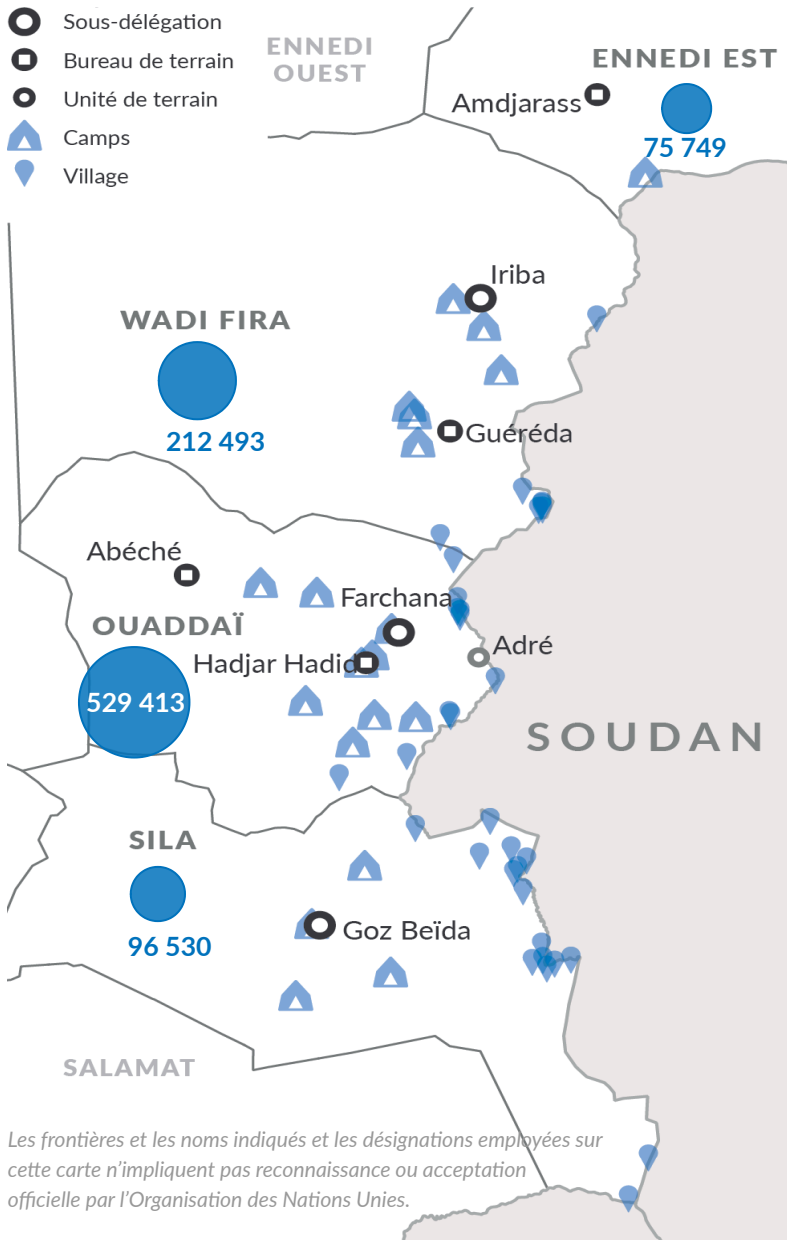 Sous-délégation
Bureau de terrain
Unité de terrain
Camps
Village
ENNEDI
OUEST
ENNEDI EST
Amdjarass
75 749
Iriba
WADI FIRA
212 493
Guéréda
Abéché
Farchana
OUADDAÏ
Adré
Hadjar Hadid
529 413
SOUDAN
SILA
Goz Beïda
96 530
SALAMAT
Les frontières et les noms indiqués et les désignations employées sur
cette carte n’impliquent pas reconnaissance ou acceptation
officielle par l’Organisation des Nations Unies.